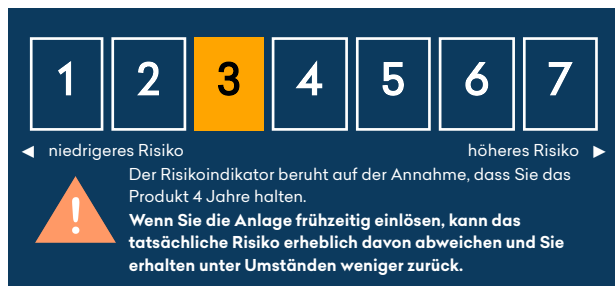 1 2 3 4 5 6 7
◄ niedrigeres Risiko höheres Risiko ►
Der Risikoindikator beruht auf der Annahme, dass Sie das
Produkt 4 Jahre halten.
!
Wenn Sie die Anlage frühzeitig einlösen, kann das
tatsächliche Risiko erheblich davon abweichen und Sie
erhalten unter Umständen weniger zurück.